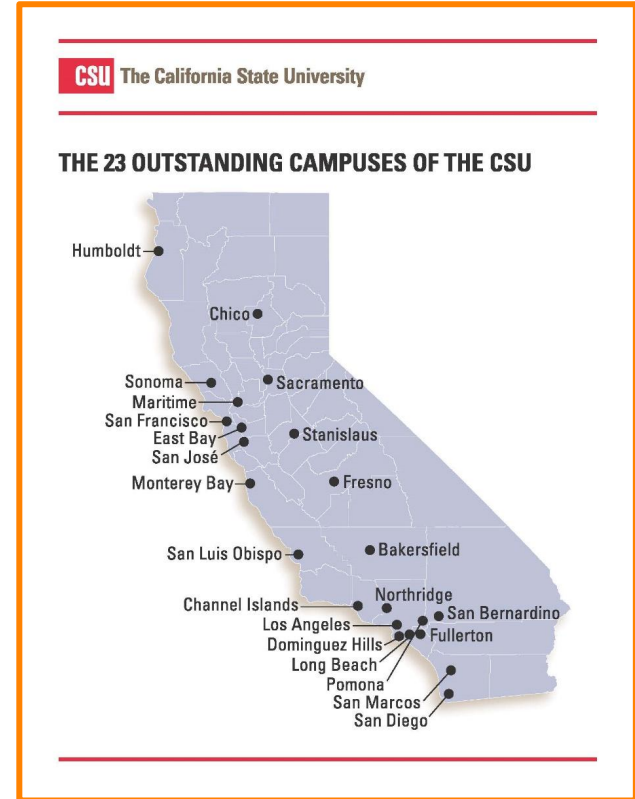 CSU The California State University
THE 23 OUTSTANDING CAMPUSES OF THE CSU
Humboldt
Chico
Sonoma
Sacramento
Maritime
San Francisco
East Bay
Stanislaus
San José
Monterey Bay
Fresno
San Luis Obispo
Bakersfield
Northridge
Channel Islands
San Bernardino
Los Angeles
Dominguez Hills
Fullerton
Long Beach
Pomona
San Marcos
San Diego